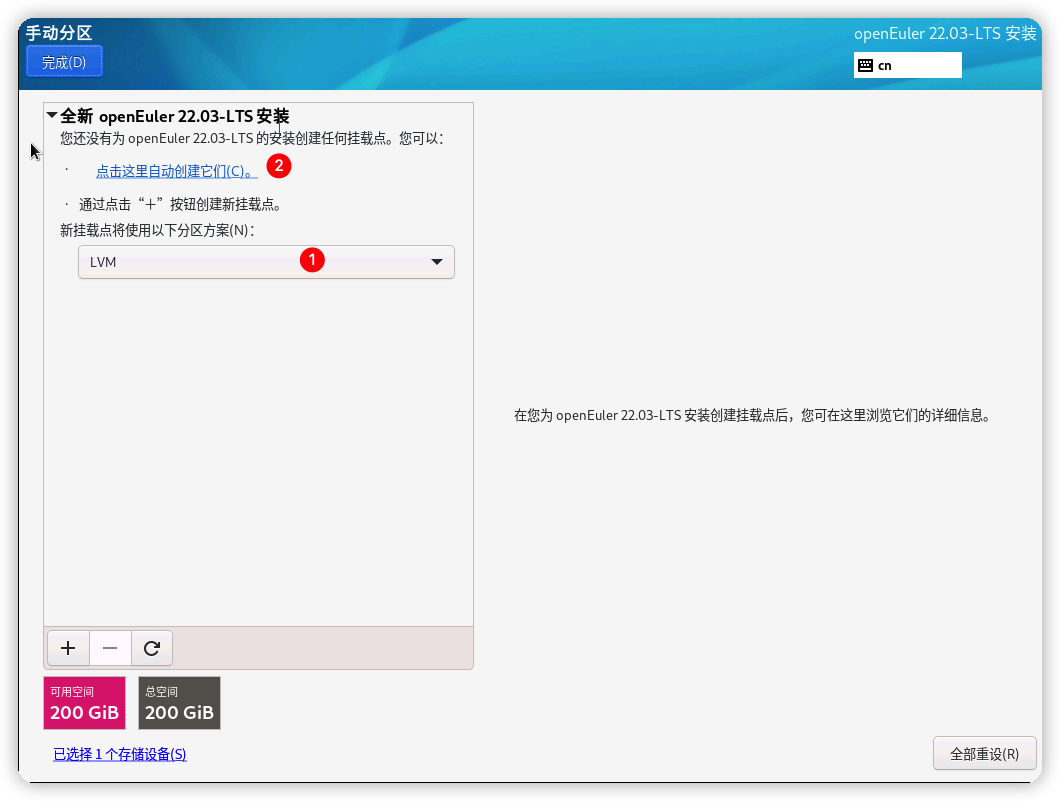 手动分区
openEuler 22.03-LTS 安装
完成(D)
cn
全新 openEuler 22.03-LTS 安装
您还没有为 openEuler 22.03-LTS 的安装创建任何挂载点。您可以：
· 点击这里自动创建它们(C)。 2
· 通过点击“＋”按钮创建新挂载点。
新挂载点将使用以下分区方案(N)：
LVM 1
在您为 openEuler 22.03-LTS 安装创建挂载点后，您可在这里浏览它们的详细信息。
可用空间
200 GiB
总空间
200 GiB
已选择 1 个存储设备(S)
全部重设(R)